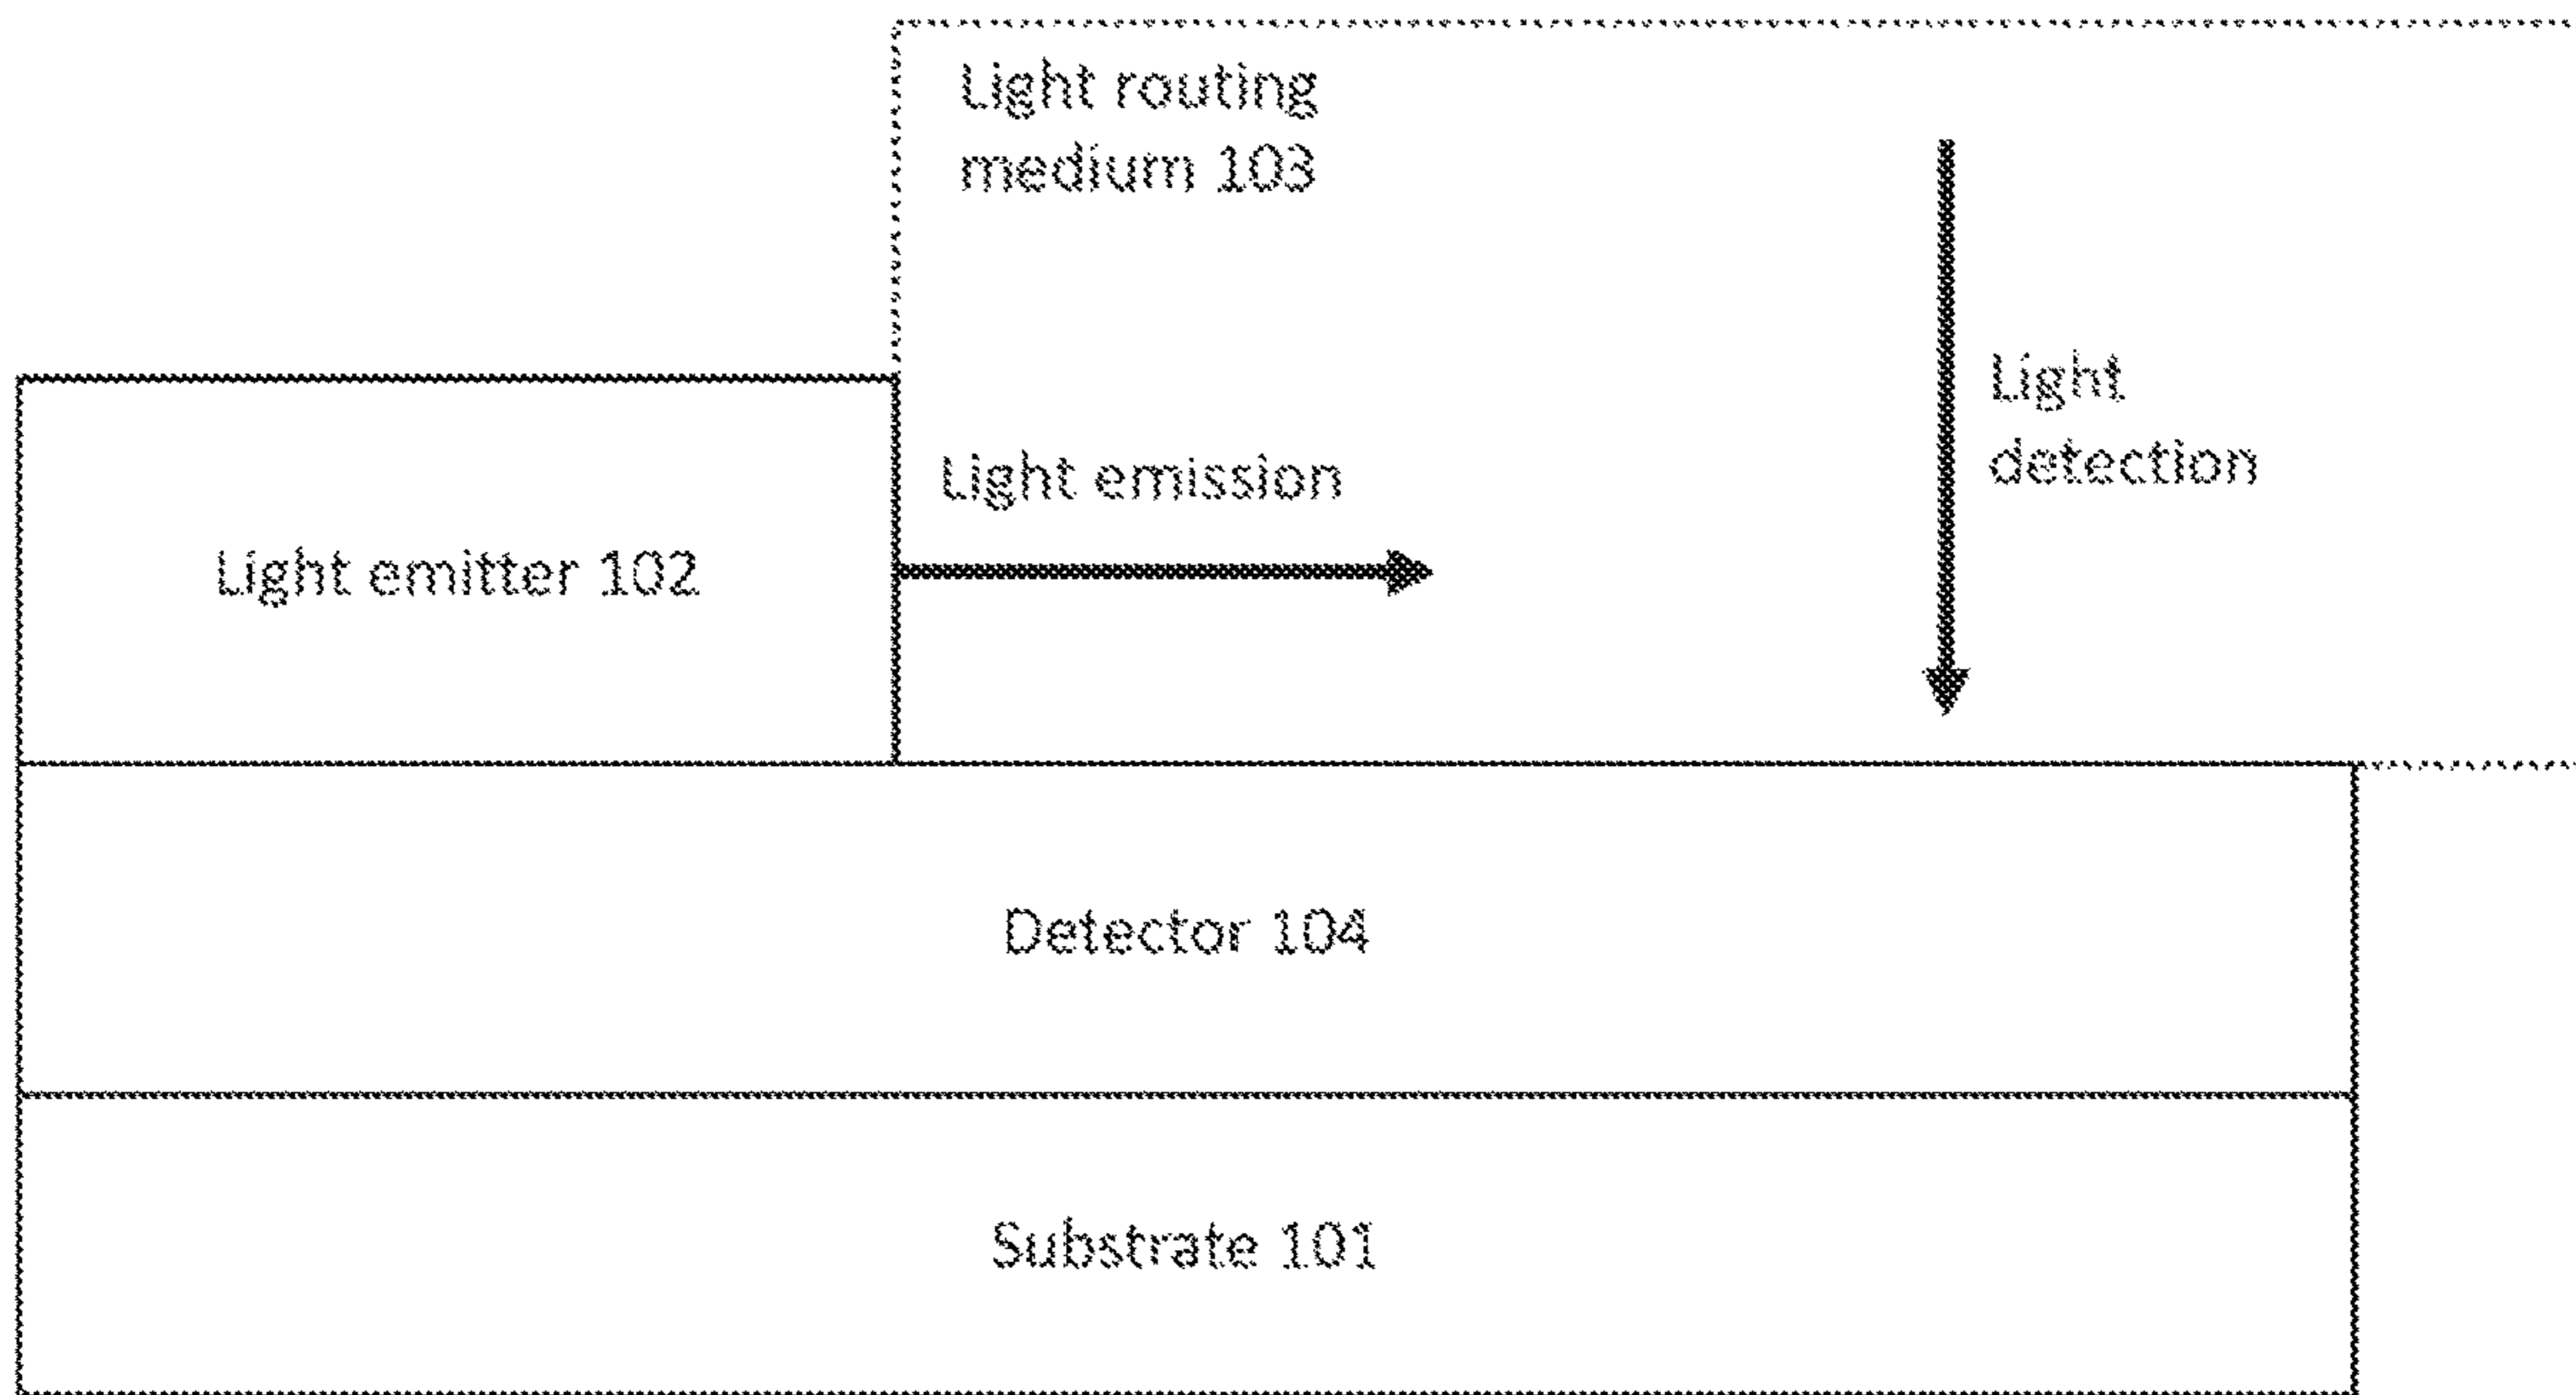 Light routing
medium 103
Light
detection
Light emission
Light emitter 102
Detector 104
Substrate 101